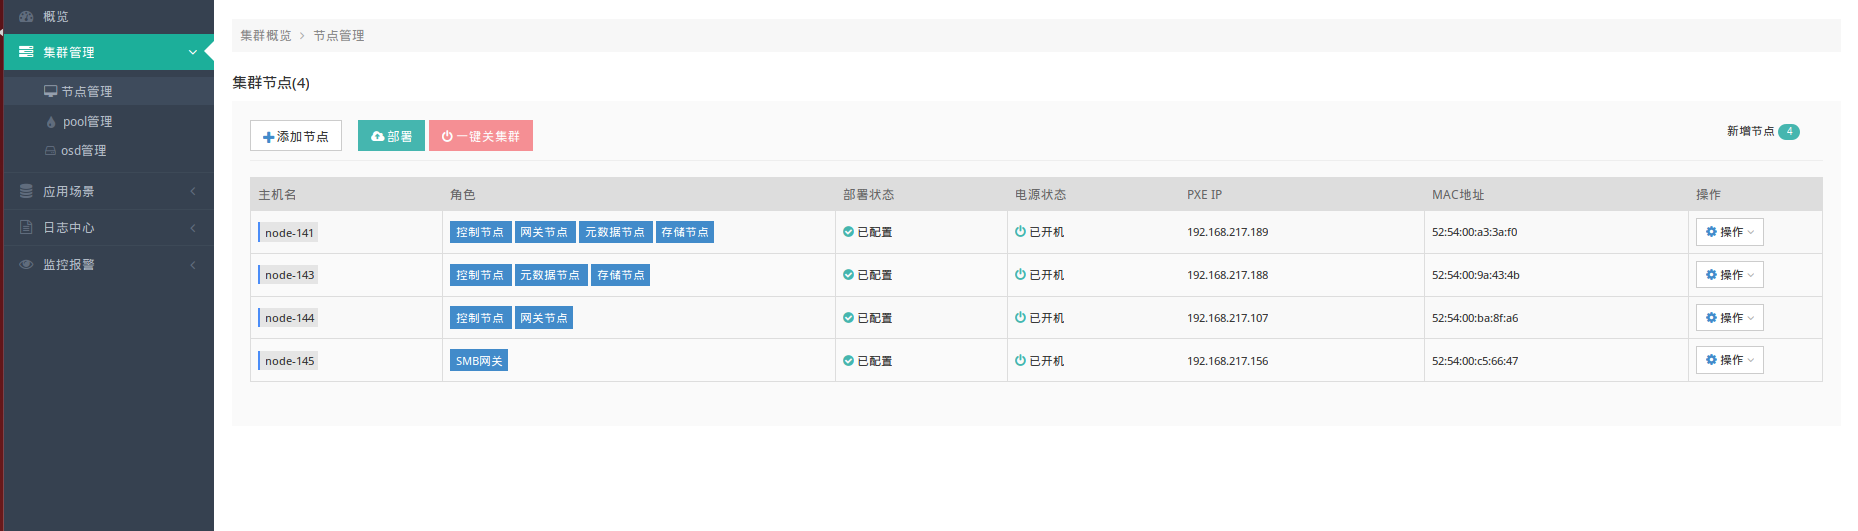 概览
集群管理
节点管理
pool管理
osd管理
应用场景
日志中心
监控报警
集群概览 > 节点管理
集群节点(4)
添加节点 部署 一键关集群 新增节点 4
主机名 角色 部署状态 电源状态 PXE IP MAC地址 操作
node-141 控制节点 网关节点 元数据节点 存储节点 已配置 已开机 192.168.217.189 52:54:00:a3:3a:f0 操作
node-143 控制节点 元数据节点 存储节点 已配置 已开机 192.168.217.188 52:54:00:9a:43:4b 操作
node-144 控制节点 网关节点 已配置 已开机 192.168.217.107 52:54:00:ba:8f:a6 操作
node-145 SMB网关 已配置 已开机 192.168.217.156 52:54:00:c5:66:47 操作